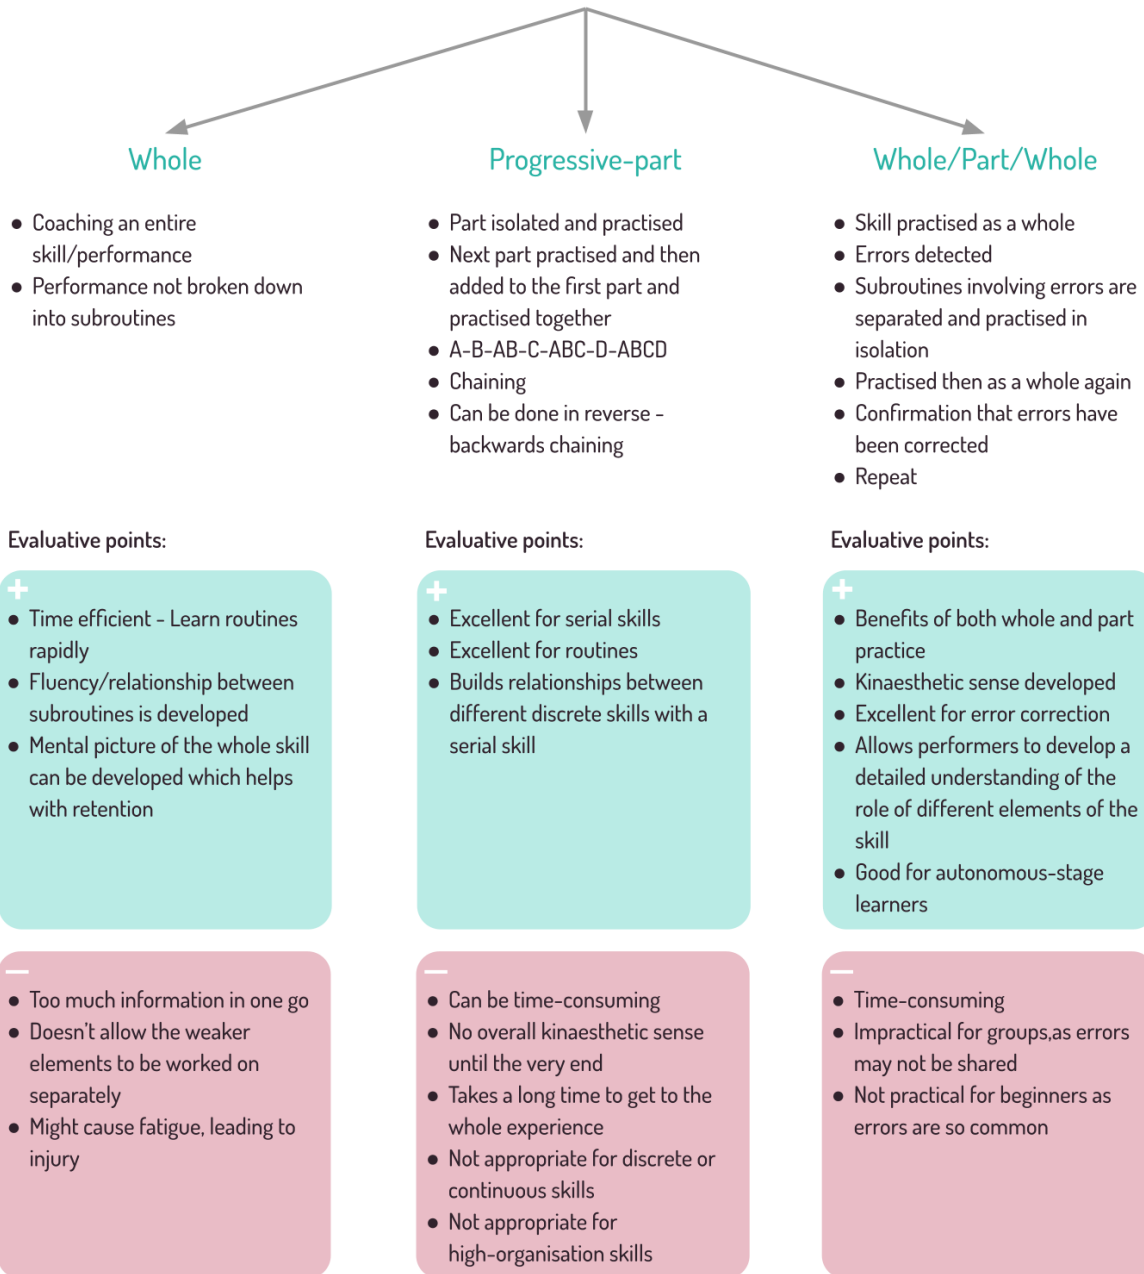 Whole
● Coaching an entire
skill/performance
● Performance not broken down
into subroutines
Evaluative points:
+
● Time efficient - Learn routines
rapidly
● Fluency/relationship between
subroutines is developed
● Mental picture of the whole skill
can be developed which helps
with retention
—
● Too much information in one go
● Doesn't allow the weaker
elements to be worked on
separately
● Might cause fatigue, leading to
injury
Progressive-part
● Part isolated and practised
● Next part practised and then
added to the first part and
practised together
● A-B-AB-C-ABC-D-ABCD
● Chaining
● Can be done in reverse -
backwards chaining
Evaluative points:
+
● Excellent for serial skills
● Excellent for routines
● Builds relationships between
different discrete skills with a
serial skill
—
● Can be time-consuming
● No overall kinaesthetic sense
until the very end
● Takes a long time to get to the
whole experience
● Not appropriate for discrete or
continuous skills
● Not appropriate for
high-organisation skills
Whole/Part/Whole
● Skill practised as a whole
● Errors detected
● Subroutines involving errors are
separated and practised in
isolation
● Practised then as a whole again
● Confirmation that errors have
been corrected
● Repeat
Evaluative points:
+
● Benefits of both whole and part
practice
● Kinaesthetic sense developed
● Excellent for error correction
● Allows performers to develop a
detailed understanding of the
role of different elements of the
skill
● Good for autonomous-stage
learners
—
● Time-consuming
● Impractical for groups,as errors
may not be shared
● Not practical for beginners as
errors are so common